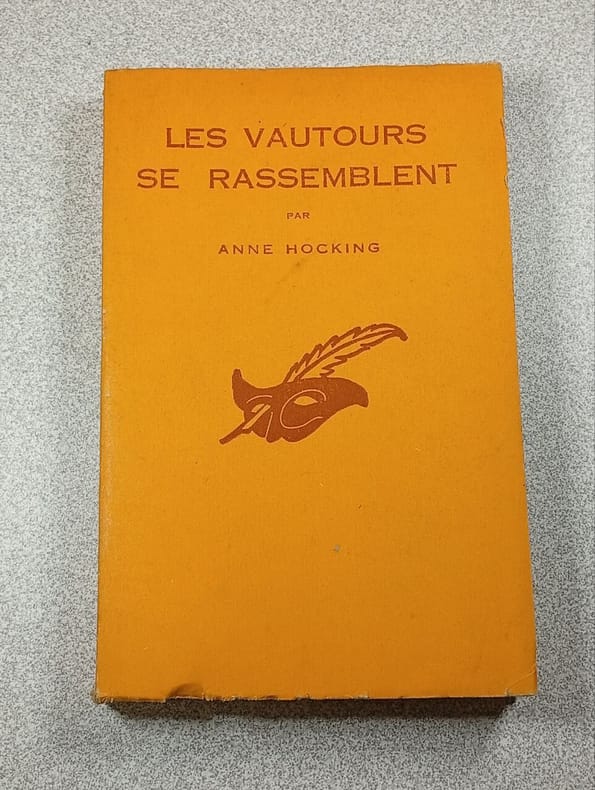 LES VAUTOURS
SE RASSEMBLENT
PAR
ANNE HOCKING